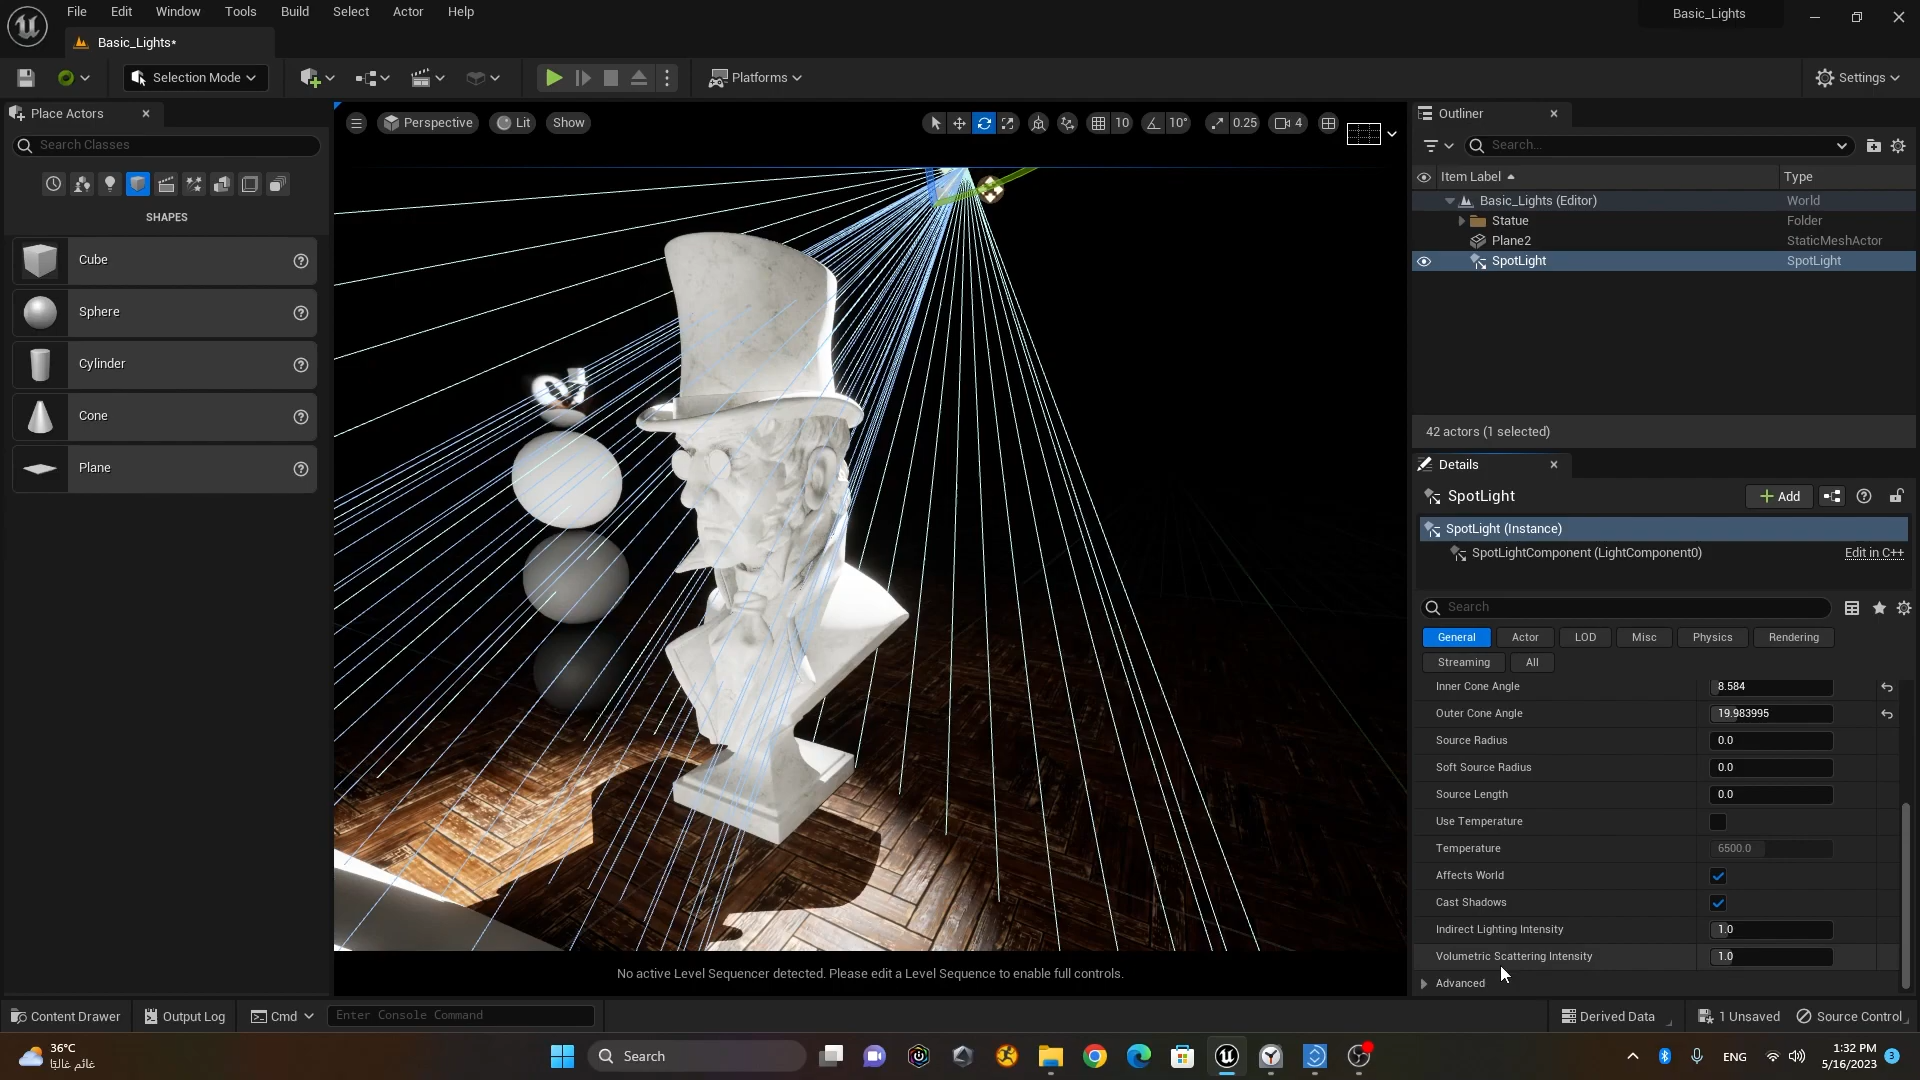 File Edit Window Tools Build Select Actor Help
Basic_Lights
Basic_Lights*
Selection Mode
Platforms
Settings
Place Actors
Search Classes
SHAPES
Cube
Sphere
Cylinder
Cone
Plane
Perspective Lit Show
10 10° 0.25 4
No active Level Sequencer detected. Please edit a Level Sequence to enable full controls.
Outliner
Search...
Item Label Type
Basic_Lights (Editor) World
Statue Folder
Plane2 StaticMeshActor
SpotLight SpotLight
42 actors (1 selected)
Details
SpotLight
Add
SpotLight (Instance)
SpotLightComponent (LightComponent0) Edit in C++
Search
General Actor LOD Misc Physics Rendering
Streaming All
Inner Cone Angle 8.584
Outer Cone Angle 19.983995
Source Radius 0.0
Soft Source Radius 0.0
Source Length 0.0
Use Temperature
Temperature 6500.0
Affects World
Cast Shadows
Indirect Lighting Intensity 1.0
Volumetric Scattering Intensity 1.0
Advanced
Content Drawer Output Log Cmd Enter Console Command Derived Data 1 Unsaved Source Control
36°C
غائم غالبًا
Search
ENG
1:32 PM
5/16/2023
3